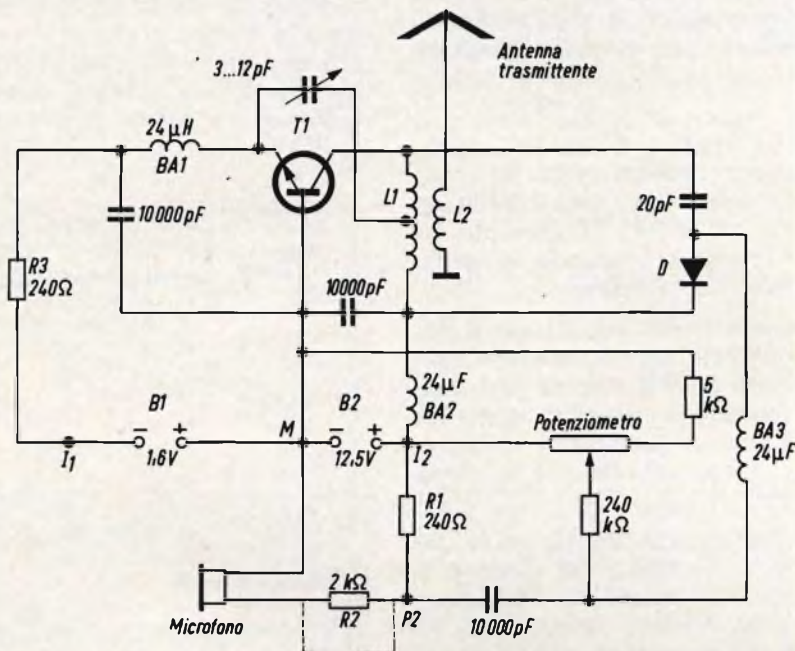 Antenna
trasmittente
3...12pF
T1
24µH
BA1
10000pF
L1
L2
20pF
D
R3
240Ω
10000pF
24µF
BA2
5
kΩ
B1
B2
M
I1
1,6V
12,5V
I2
Potenziometro
BA3
24µF
R1
240Ω
240
kΩ
2 kΩ
R2
P2
Microfono
10000pF